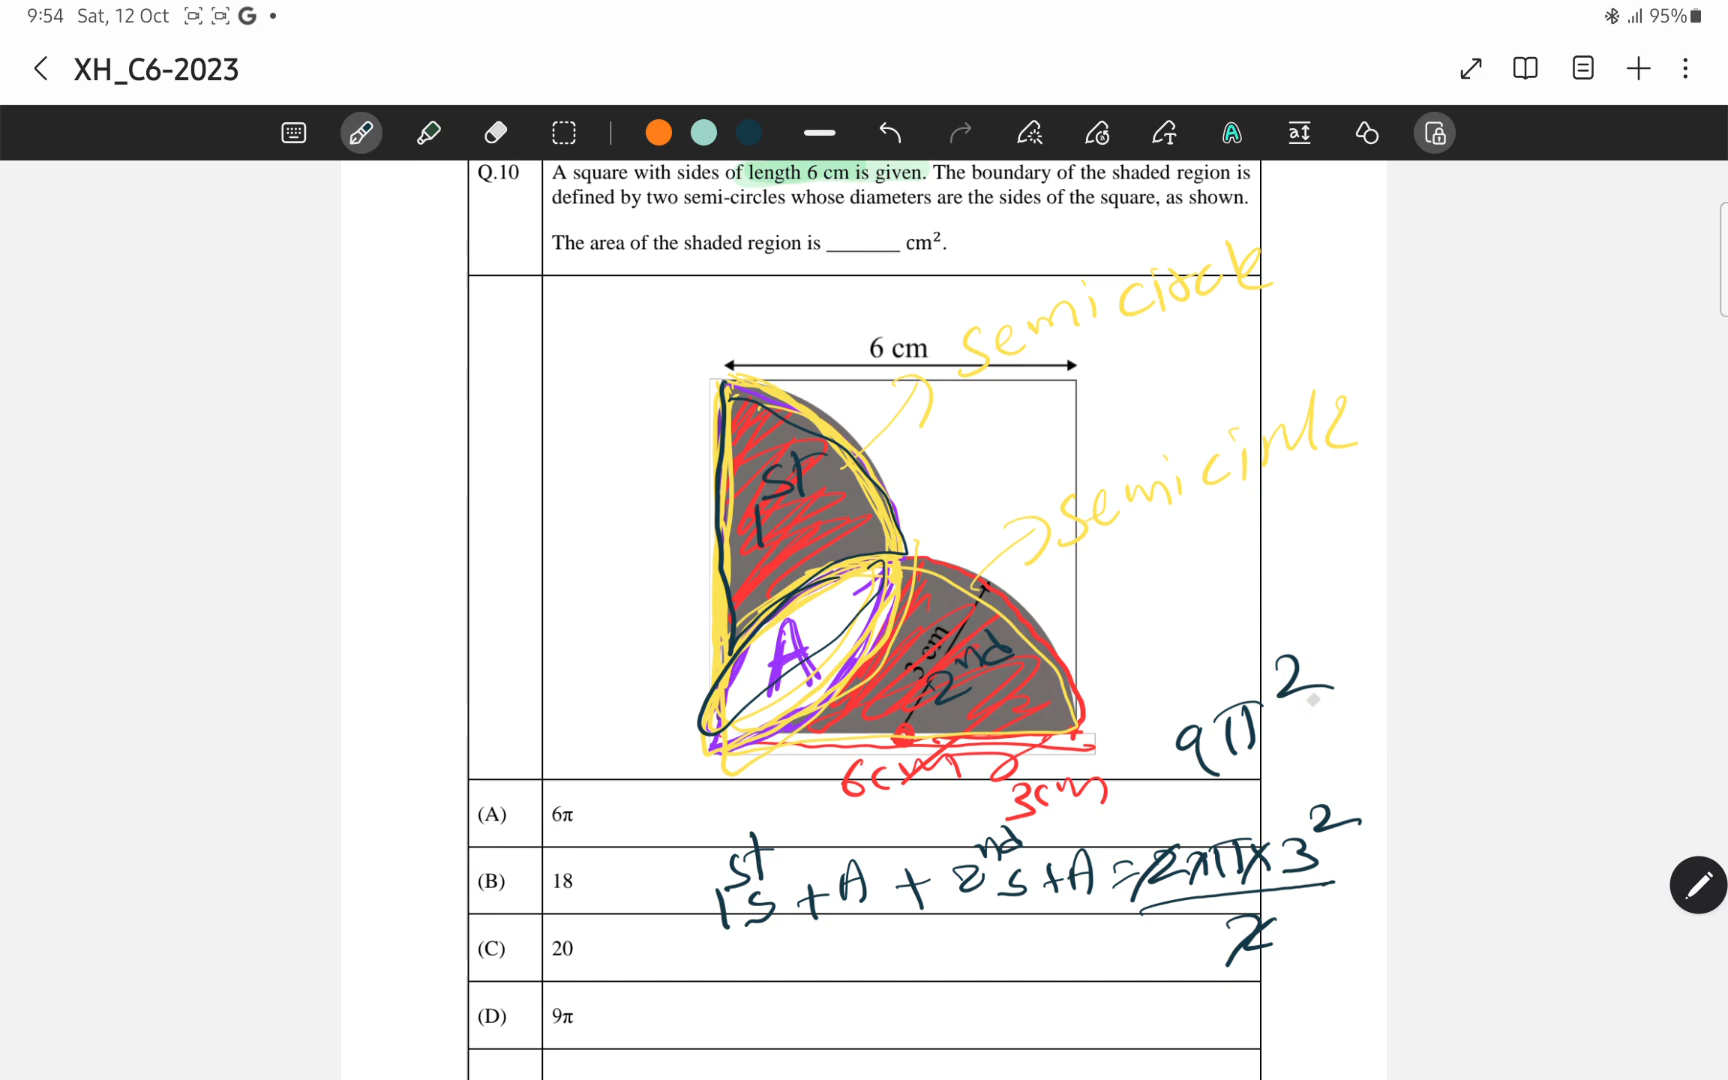 9:54 Sat, 12 Oct G • 95%
XH_C6-2023
Q.10 A square with sides of length 6 cm is given. The boundary of the shaded region is
defined by two semi-circles whose diameters are the sides of the square, as shown.
The area of the shaded region is _______ cm².
semi circle
6 cm
semi circle
1st
A
3 cm
2nd
9π²
6cm
3cm
(A) 6π
1st s + A + 2nd s + A = 2×π×3²
2
(B) 18
(C) 20
(D) 9π